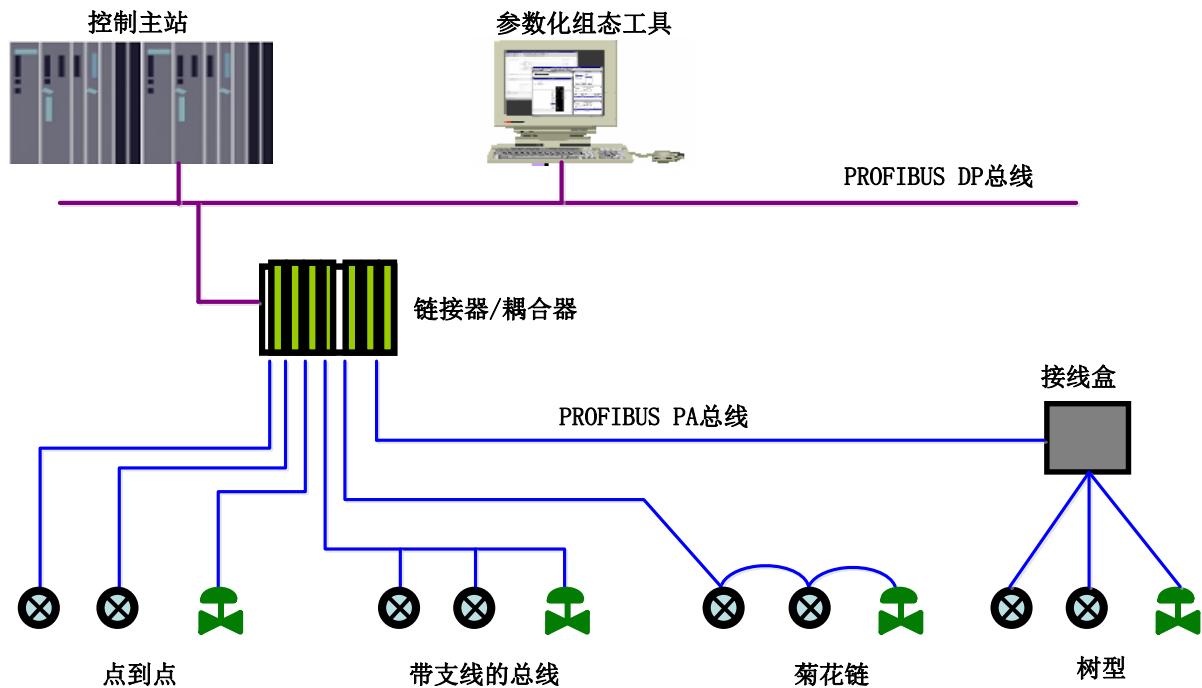 控制主站
参数化组态工具
PROFIBUS DP总线
链接器/耦合器
接线盒
PROFIBUS PA总线
点到点
带支线的总线
菊花链
树型